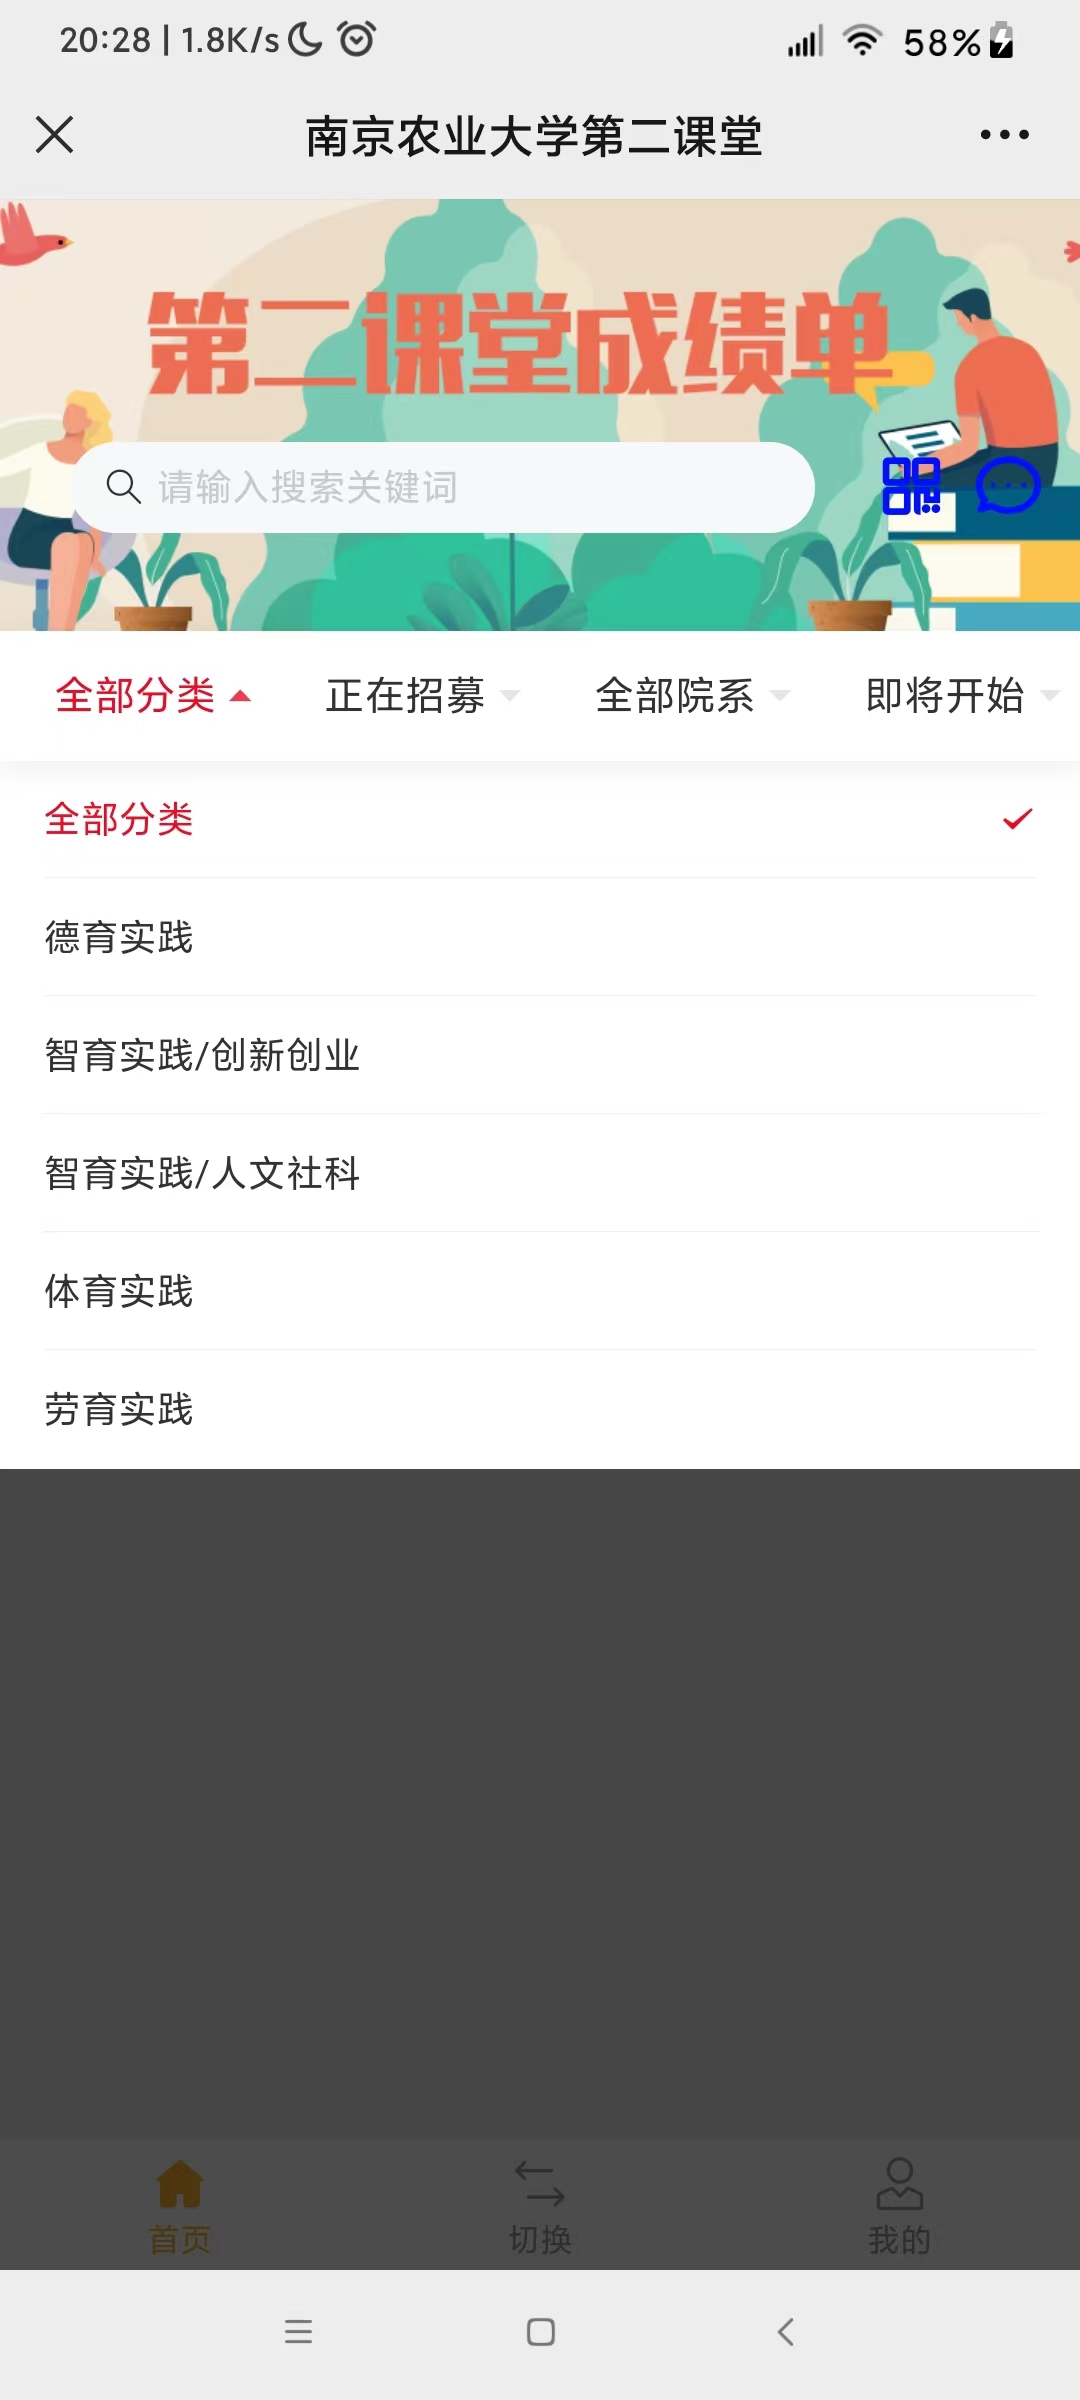 20:28 | 1.8K/s
58%
南京农业大学第二课堂
第二课堂成绩单
请输入搜索关键词
全部分类 正在招募 全部院系 即将开始
全部分类
德育实践
智育实践/创新创业
智育实践/人文社科
体育实践
劳育实践
首页 切换 我的